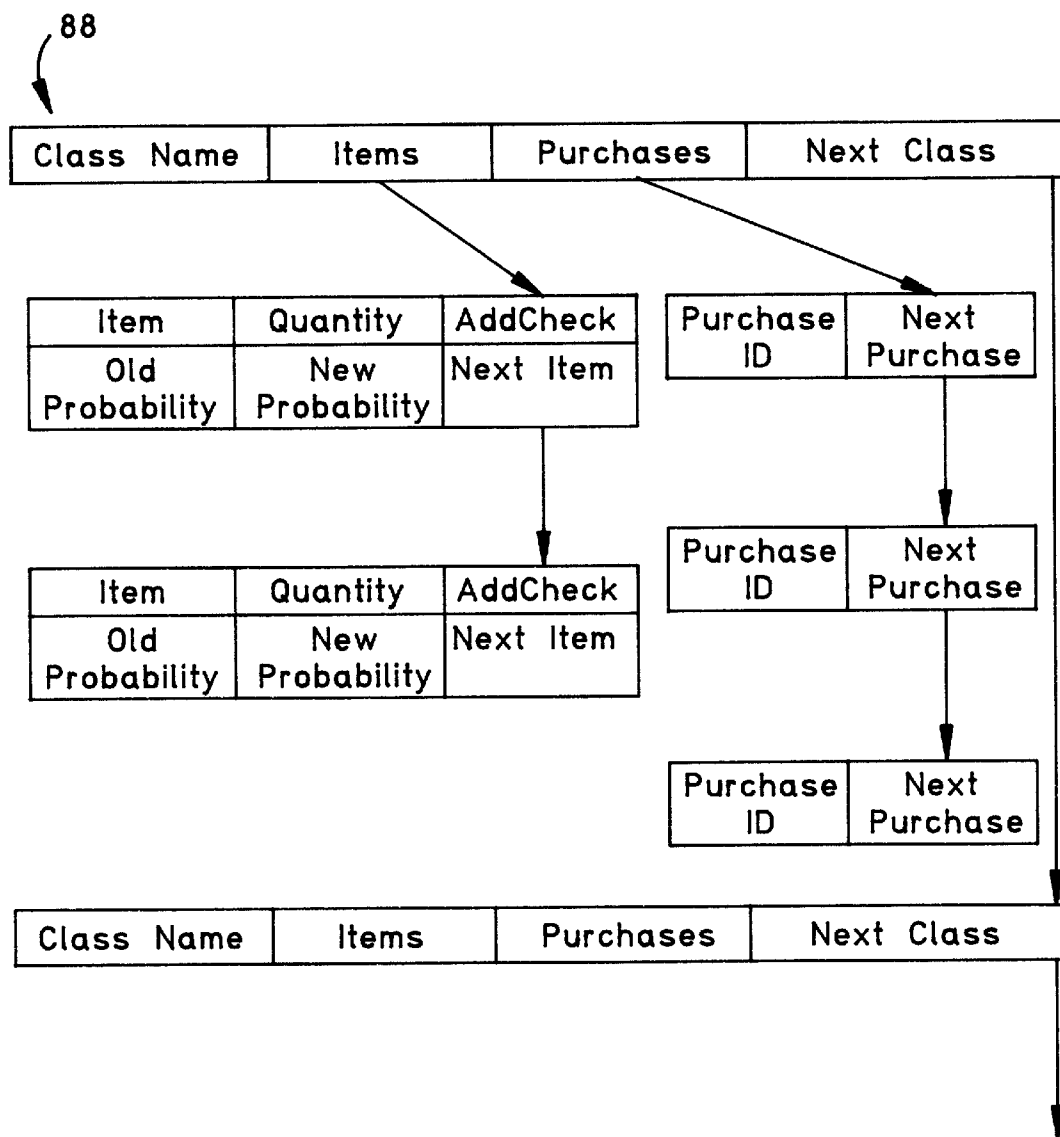 88
Class Name Items Purchases Next Class
Item Quantity AddCheck
Old Probability New Probability Next Item
Purchase ID Next Purchase
Item Quantity AddCheck
Old Probability New Probability Next Item
Purchase ID Next Purchase
Purchase ID Next Purchase
Class Name Items Purchases Next Class